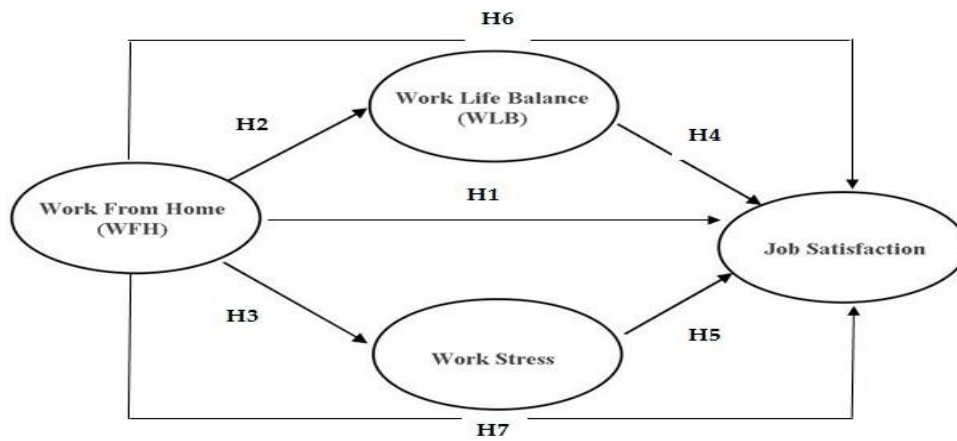 H6
Work Life Balance
(WLB)
H2
H4
Work From Home
(WFH)
H1
Job Satisfaction
H3
H5
Work Stress
H7